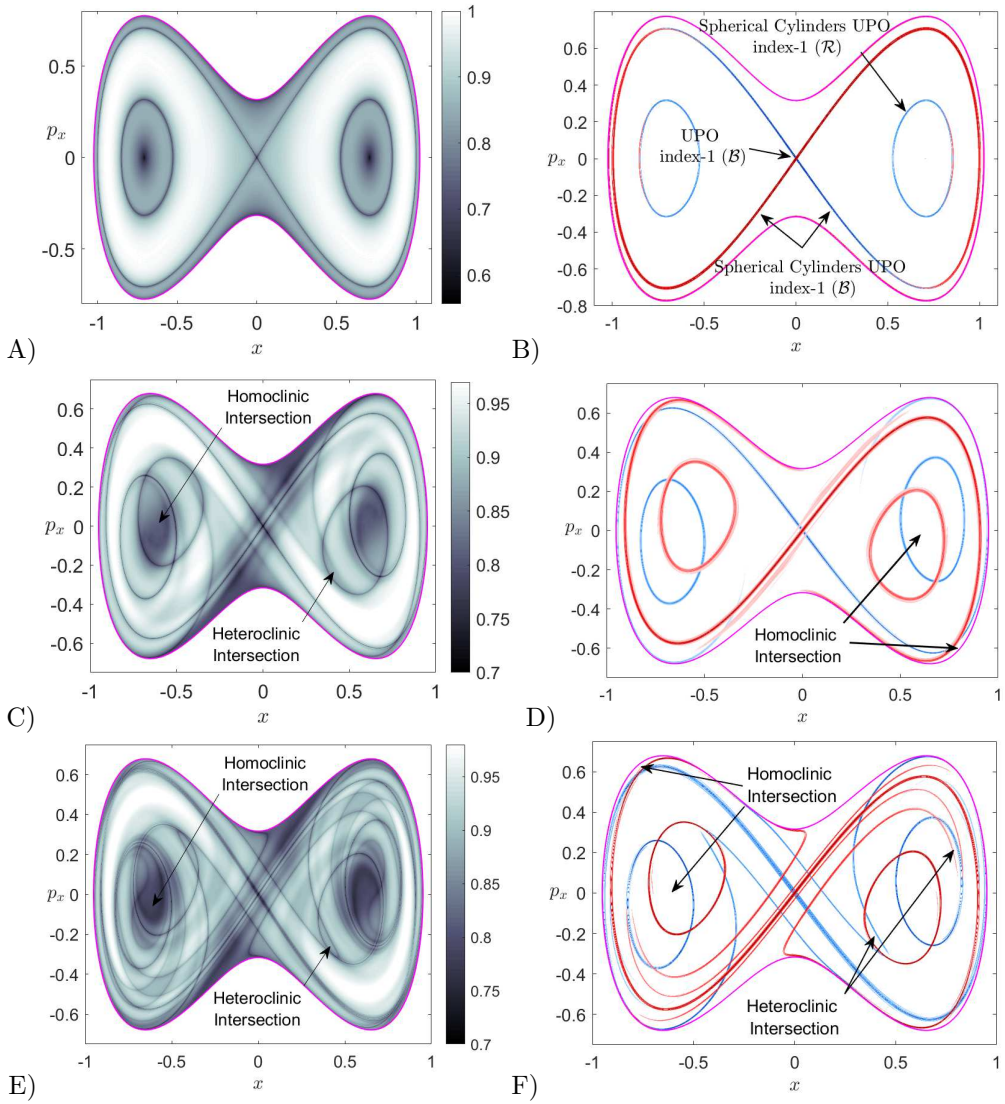 0.5
0
-0.5
p_x
-1
-0.5
0
0.5
1
x
1
0.9
0.8
0.7
0.6
A)
Spherical Cylinders UPO
index-1 (ℛ)
UPO
index-1 (ℬ)
Spherical Cylinders UPO
index-1 (ℬ)
0.6
0.4
0.2
0
-0.2
-0.4
-0.6
-0.8
p_x
-1
-0.5
0
0.5
1
x
B)
Homoclinic
Intersection
Heteroclinic
Intersection
0.6
0.4
0.2
0
-0.2
-0.4
-0.6
p_x
-1
-0.5
0
0.5
1
x
0.95
0.9
0.85
0.8
0.75
0.7
C)
Homoclinic
Intersection
0.6
0.4
0.2
0
-0.2
-0.4
-0.6
p_x
-1
-0.5
0
0.5
1
x
D)
Homoclinic
Intersection
Heteroclinic
Intersection
0.6
0.4
0.2
0
-0.2
-0.4
-0.6
p_x
-1
-0.5
0
0.5
1
x
0.95
0.9
0.85
0.8
0.75
0.7
E)
Homoclinic
Intersection
Heteroclinic
Intersection
0.6
0.4
0.2
0
-0.2
-0.4
-0.6
p_x
-1
-0.5
0
0.5
1
x
F)